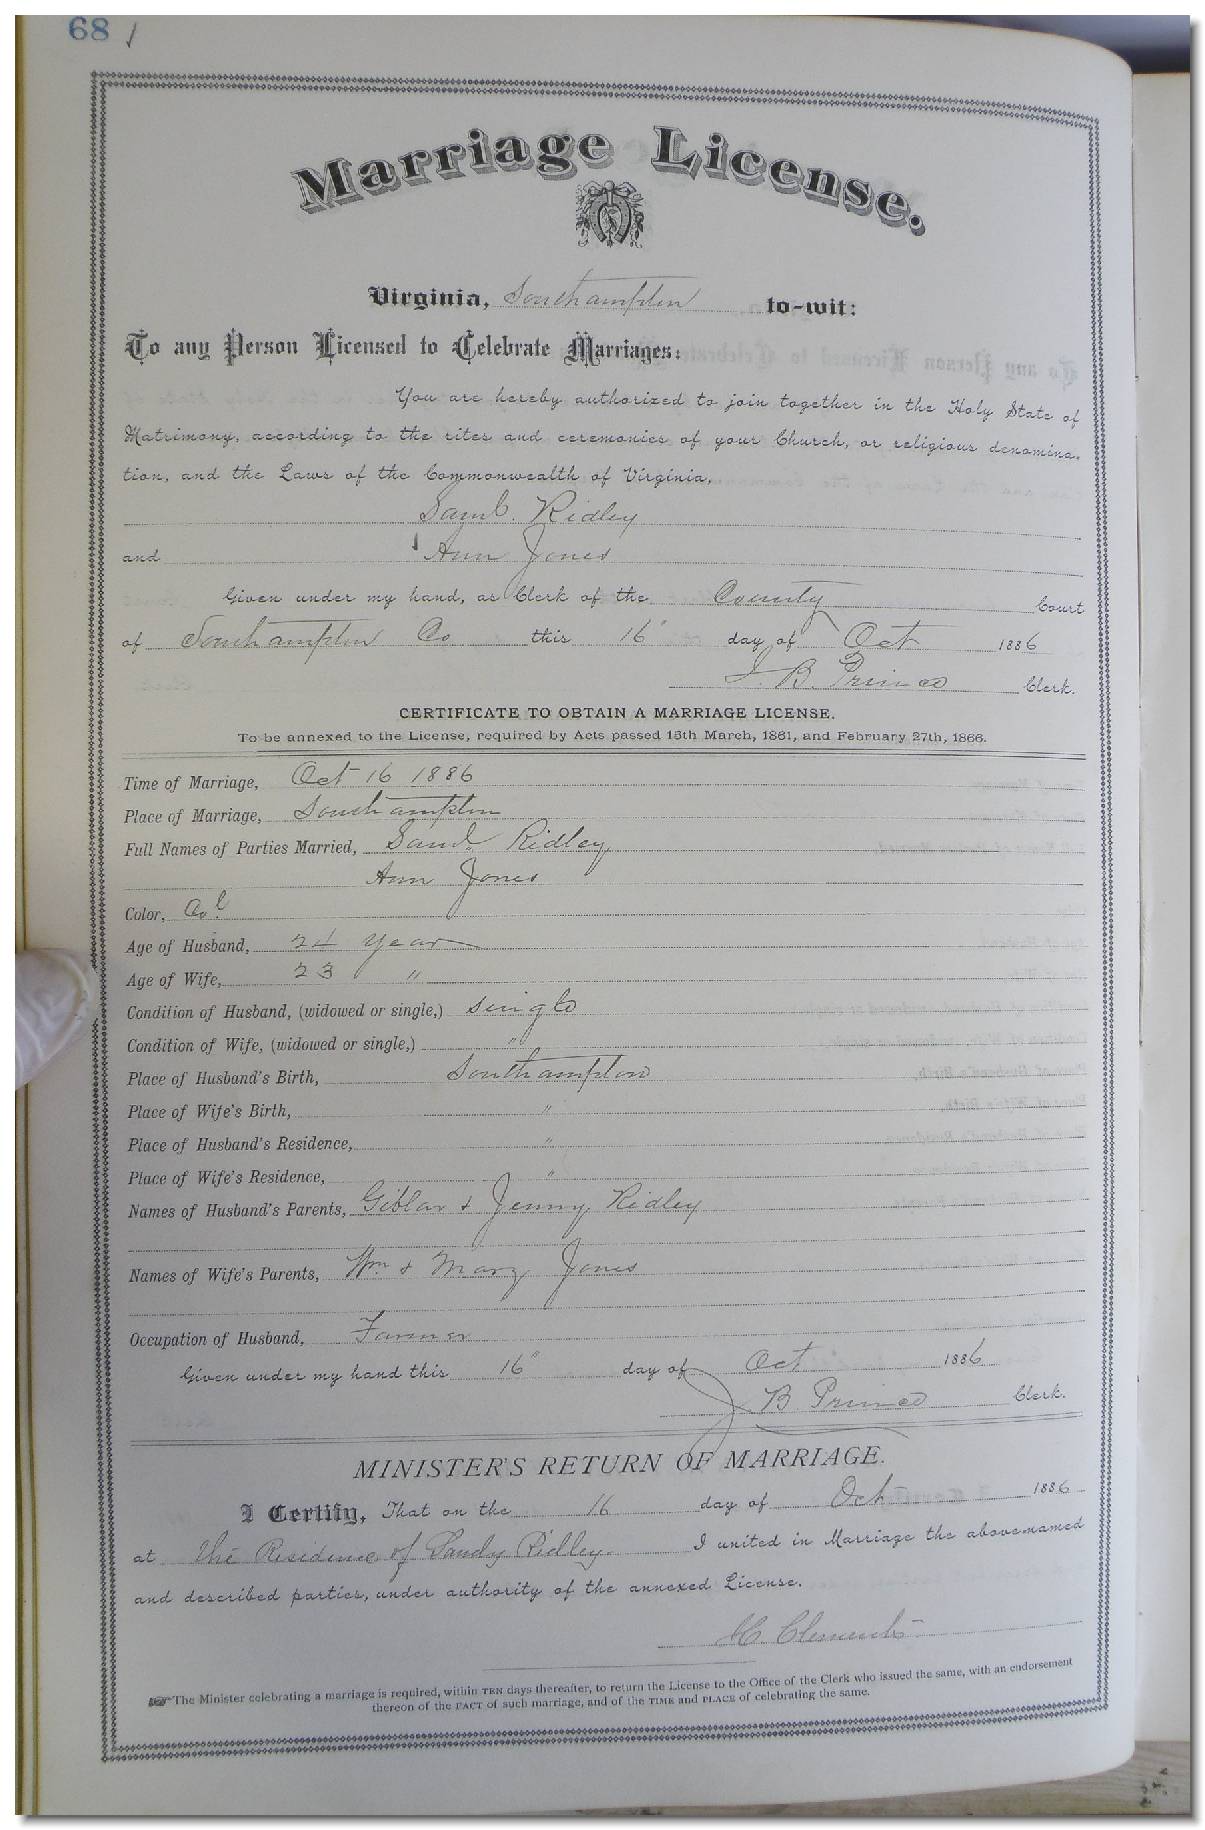 68
Marriage License.
Virginia, Southampton to-wit:
To any Person Licensed to Celebrate Marriages:
You are hereby authorized to join together in the Holy State of
Matrimony, according to the rites and ceremonies of your Church, or religious denomina-
tion, and the Laws of the Commonwealth of Virginia,
Saml. Ridley
and Ann Jones
Given under my hand, as Clerk of the County Court
of Southampton Co this 16" day of Oct 1886
J. B. Prince Clerk.
CERTIFICATE TO OBTAIN A MARRIAGE LICENSE.
To be annexed to the License, required by Acts passed 15th March, 1861, and February 27th, 1866.
Time of Marriage, Oct 16 1886
Place of Marriage, Southampton
Full Names of Parties Married, Saml. Ridley
Ann Jones
Color, Col
Age of Husband, 24 Years
Age of Wife, 23 "
Condition of Husband, (widowed or single,) single
Condition of Wife, (widowed or single,) "
Place of Husband's Birth, Southampton
Place of Wife's Birth, "
Place of Husband's Residence, "
Place of Wife's Residence, "
Names of Husband's Parents, & Jenny Ridley
Names of Wife's Parents, Wm & Mary Jones
Occupation of Husband, Farmer
Given under my hand this 16" day of Oct 1886
J B Prince Clerk.
MINISTER'S RETURN OF MARRIAGE.
I Certify, That on the 16 day of Oct 1886
at the Residence of Sandy Ridley I united in Marriage the above-named
and described parties, under authority of the annexed License.
Clements
The Minister celebrating a marriage is required, within TEN days thereafter, to return the License to the Office of the Clerk who issued the same, with an endorsement
thereon of the FACT of such marriage, and of the TIME and PLACE of celebrating the same.